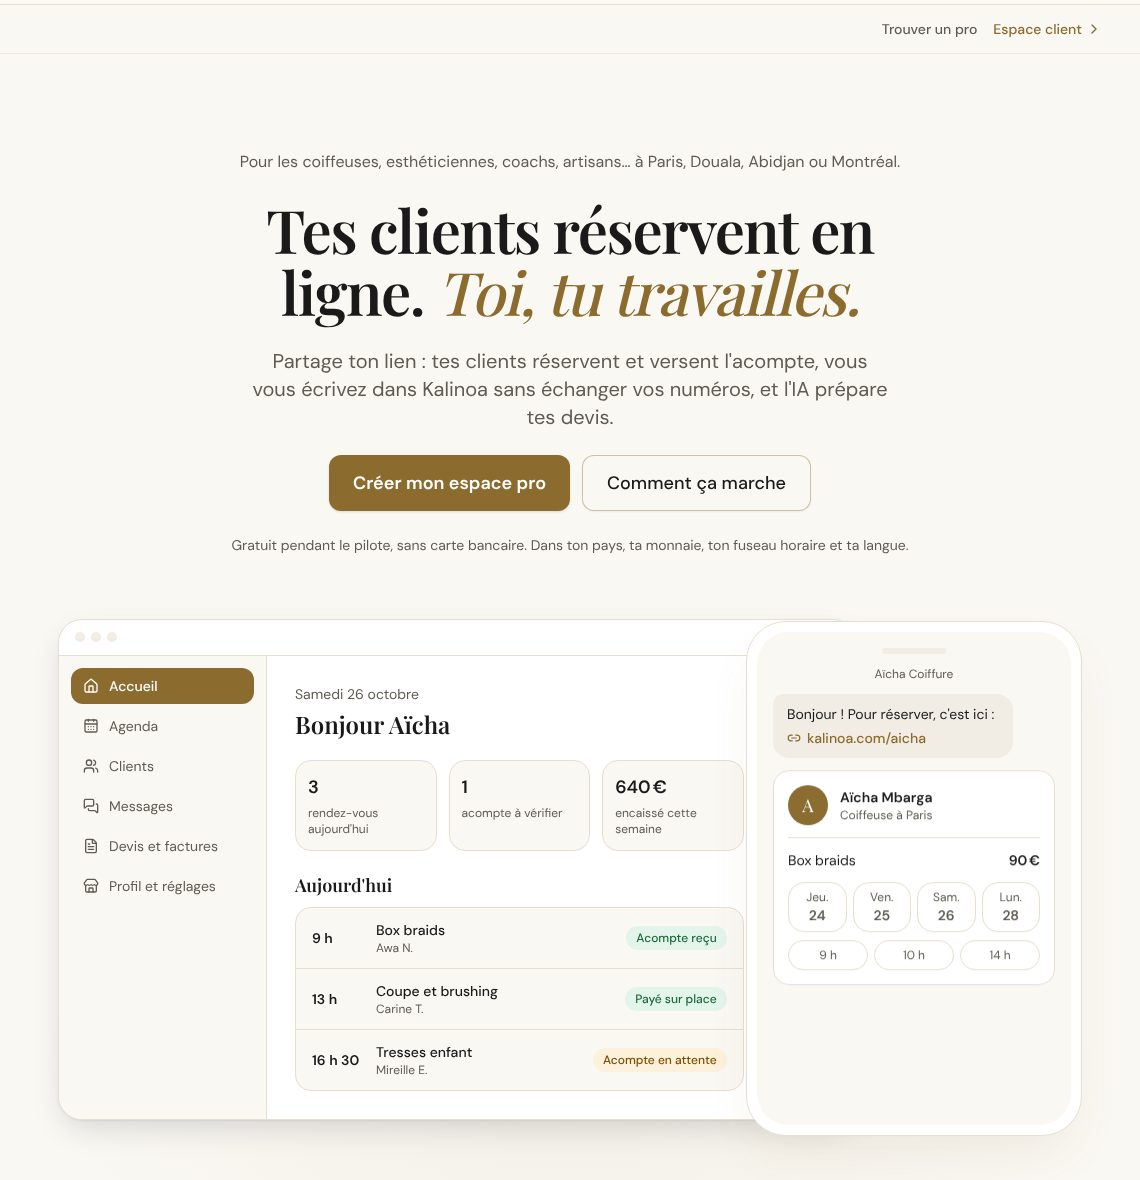 Trouver un pro
Espace client
Pour les coiffeuses, esthéticiennes, coachs, artisans... à Paris, Douala, Abidjan ou Montréal.
Tes clients réservent en
ligne. Toi, tu travailles.
Partage ton lien : tes clients réservent et versent l'acompte, vous
vous écrivez dans Kalinoa sans échanger vos numéros, et l'IA prépare
tes devis.
Créer mon espace pro
Comment ça marche
Gratuit pendant le pilote, sans carte bancaire. Dans ton pays, ta monnaie, ton fuseau horaire et ta langue.
Accueil
Agenda
Clients
Messages
Devis et factures
Profil et réglages
Samedi 26 octobre
Bonjour Aïcha
3
rendez-vous
aujourd'hui
1
acompte à vérifier
640 €
encaissé cette
semaine
Aujourd'hui
9 h
Box braids
Awa N.
Acompte reçu
13 h
Coupe et brushing
Carine T.
Payé sur place
16 h 30
Tresses enfant
Mireille E.
Acompte en attente
Aïcha Coiffure
Bonjour ! Pour réserver, c'est ici :
kalinoa.com/aicha
A
Aïcha Mbarga
Coiffeuse à Paris
Box braids
90 €
Jeu.
24
Ven.
25
Sam.
26
Lun.
28
9 h
10 h
14 h